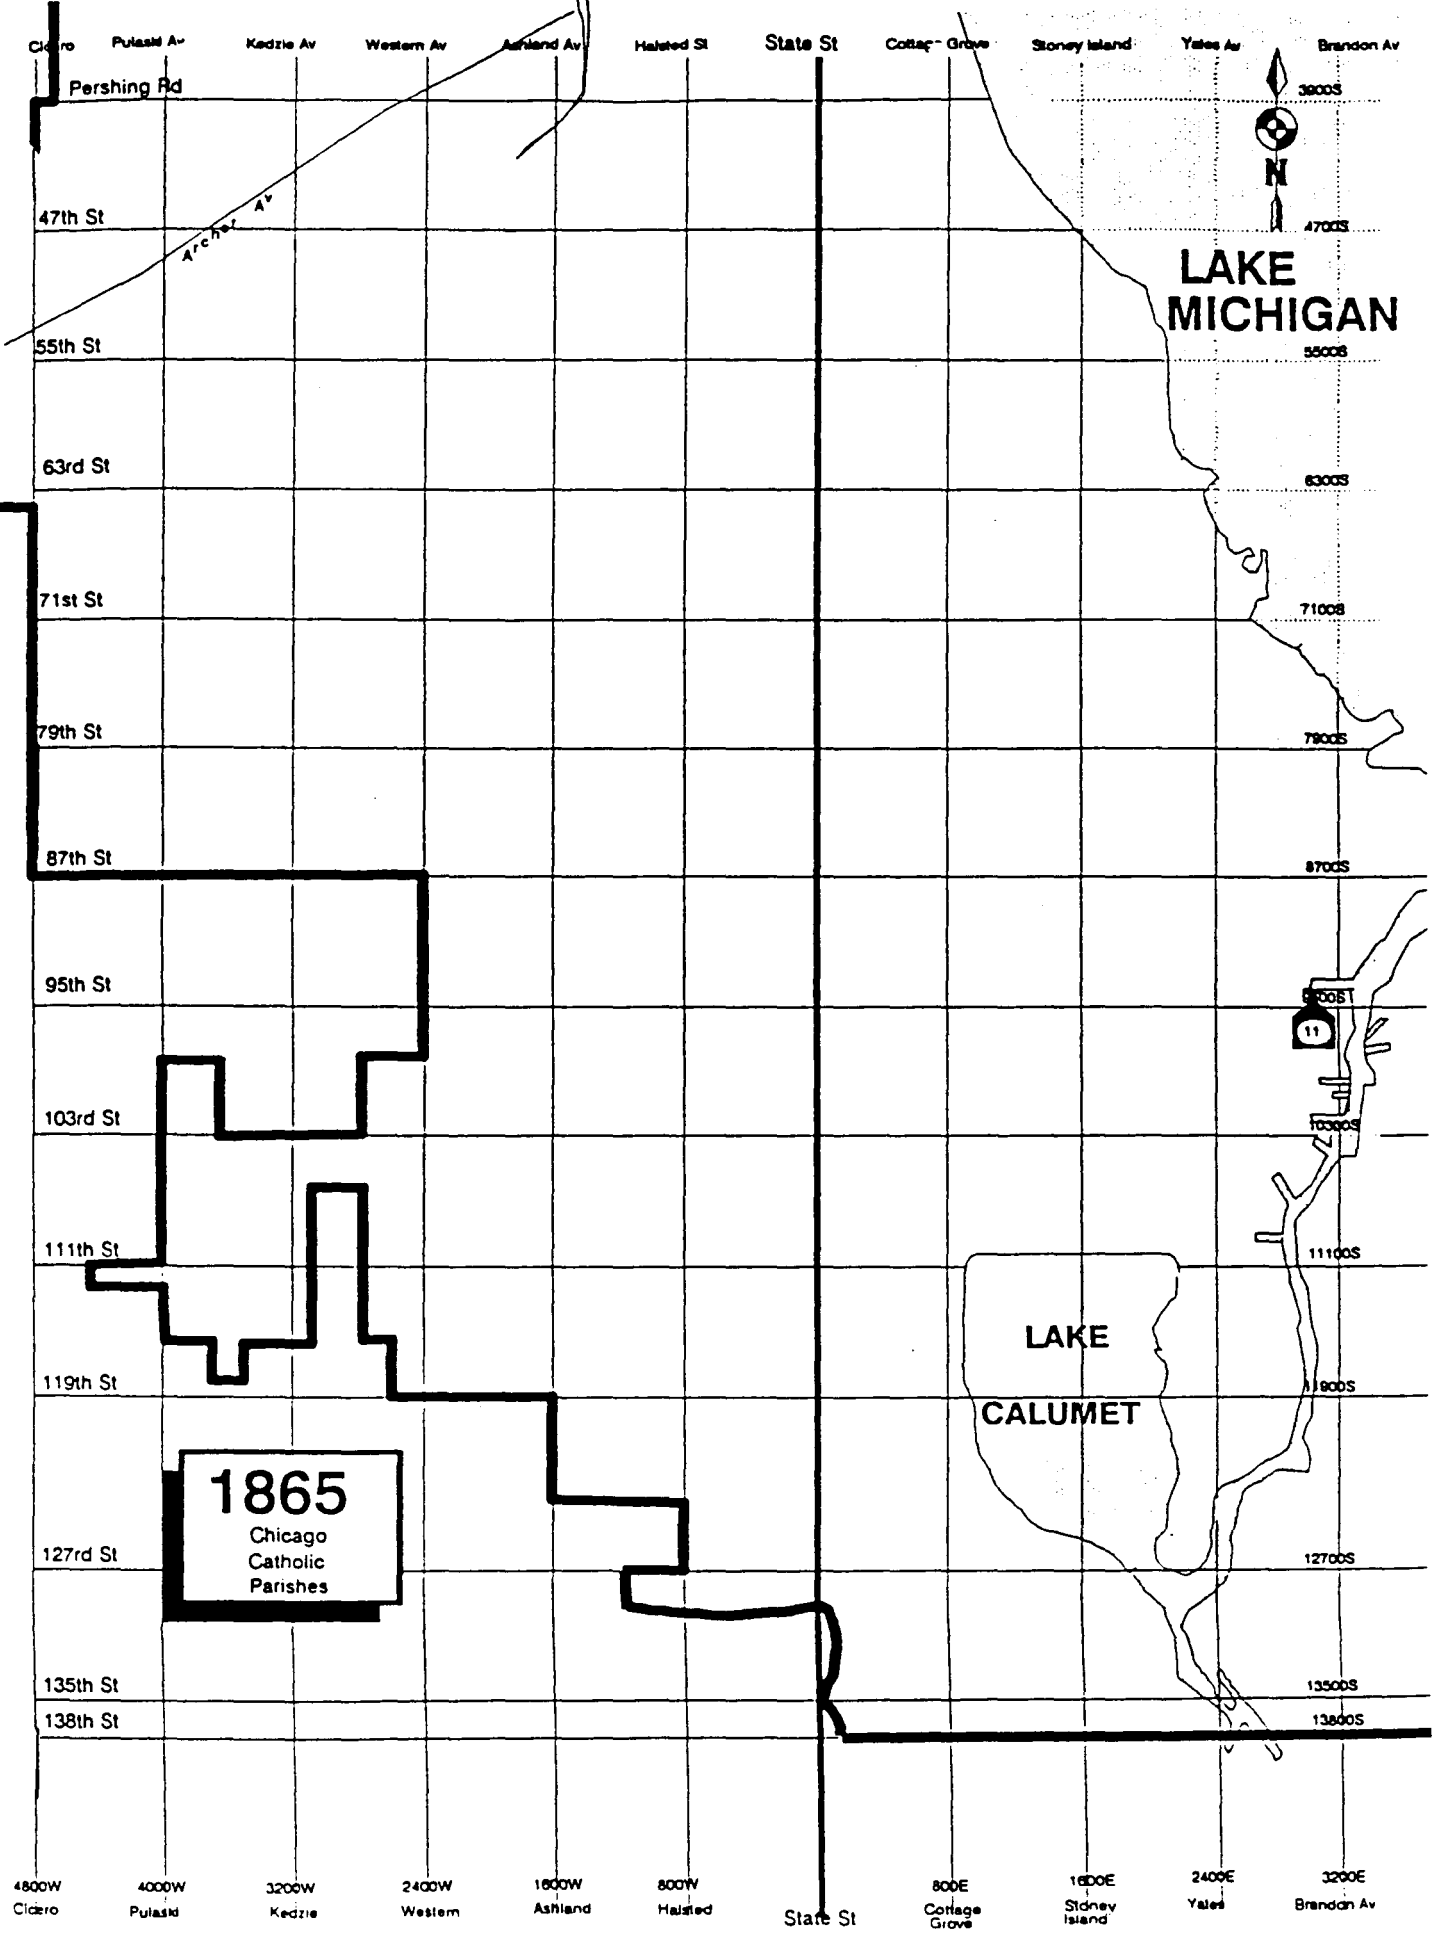 Cicero Pulaski Av Kedzie Av Western Av Ashland Av Halsted St State St Cottage Grove Stoney Island Yates Av Brandon Av
Pershing Rd 3900S
N
Archer Av
47th St 4700S
LAKE
MICHIGAN
55th St 5500S
63rd St 6300S
71st St 7100S
79th St 7900S
87th St 8700S
95th St 9500S
11
103rd St 10300S
111th St 11100S
LAKE
119th St 11900S
CALUMET
1865
Chicago
Catholic
Parishes
127rd St 12700S
135th St 13500S
138th St 13800S
4800W 4000W 3200W 2400W 1600W 800W 800E 1600E 2400E 3200E
Cicero Pulaski Kedzie Western Ashland Halsted State St Cottage Grove Stoney Island Yates Brandon Av